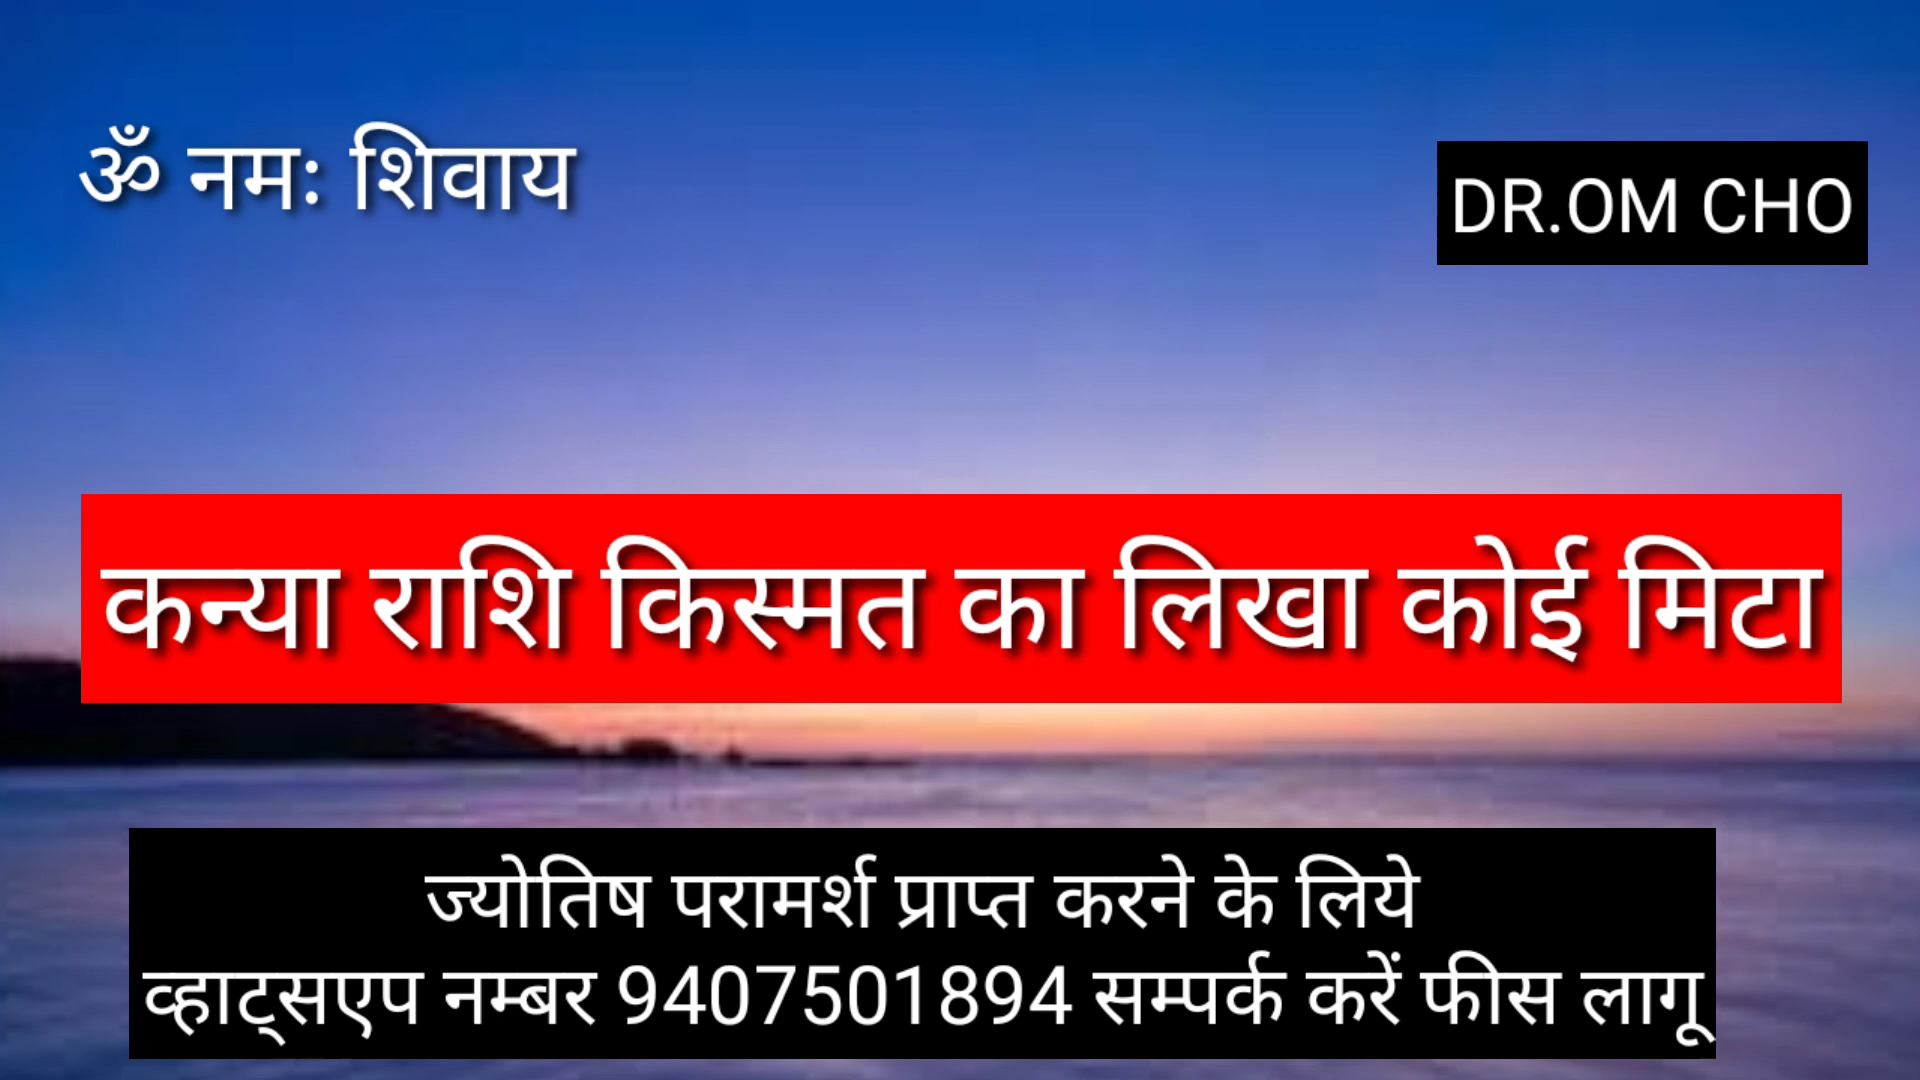 ॐ नमः शिवाय
DR.OM CHO
कन्या राशि किस्मत का लिखा कोई मिटा
ज्योतिष परामर्श प्राप्त करने के लिये
व्हाट्सएप नम्बर 9407501894 सम्पर्क करें फीस लागू